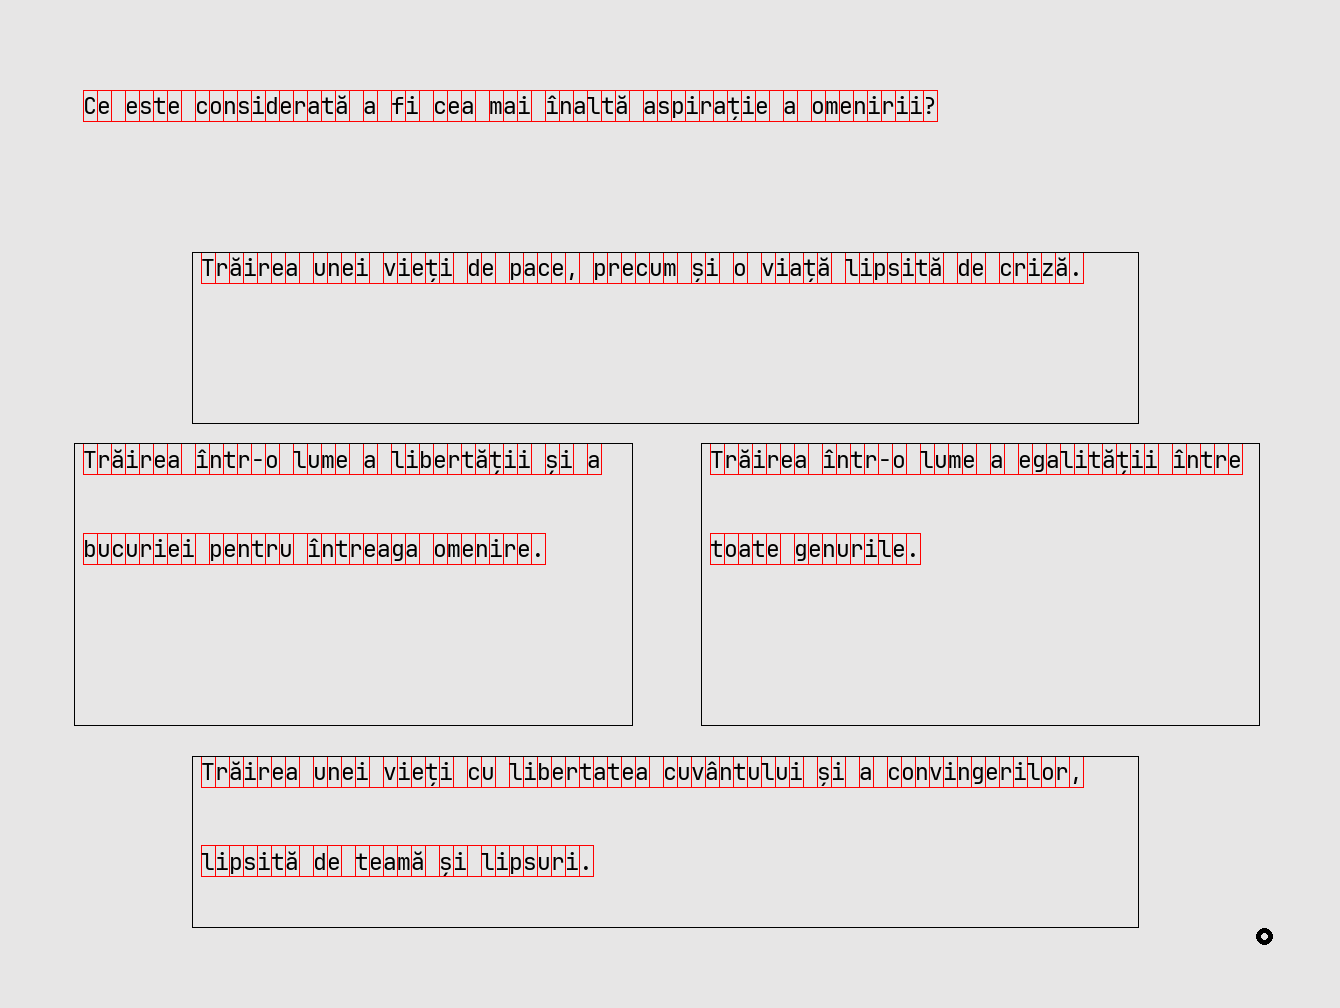 Ce este considerată a fi cea mai înaltă aspirație a omenirii?
Trăirea unei vieți de pace, precum și o viață lipsită de criză.
Trăirea într-o lume a libertății și a
bucuriei pentru întreaga omenire.
Trăirea într-o lume a egalității între
toate genurile.
Trăirea unei vieți cu libertatea cuvântului și a convingerilor,
lipsită de teamă și lipsuri.